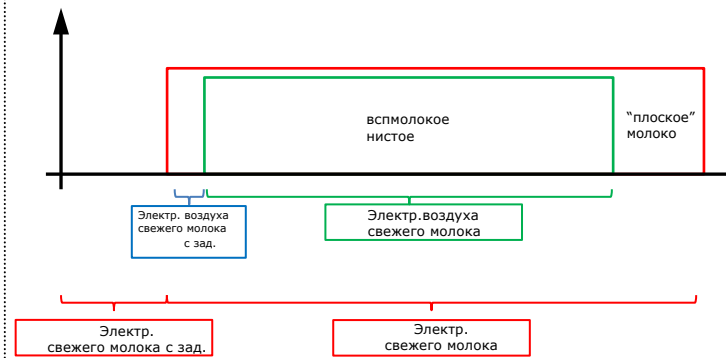 вспмолокое
нистое
“плоское”
молоко
Электр. воздуха
свежего молока
с зад.
Электр.воздуха
свежего молока
Электр.
свежего молока с зад.
Электр.
свежего молока